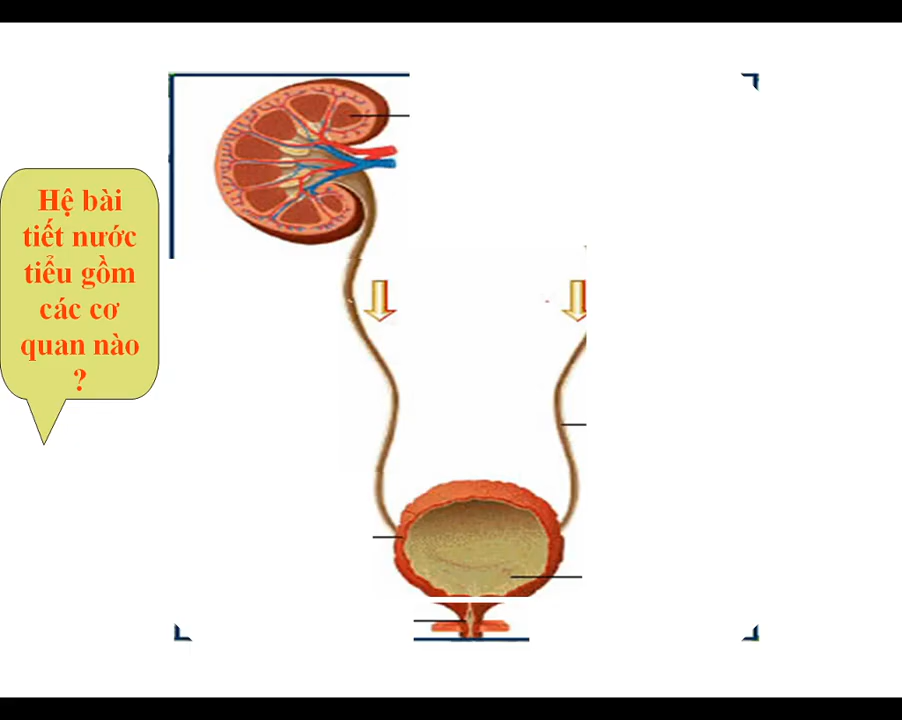 Hệ bài
tiết nước
tiểu gồm
các cơ
quan nào
?